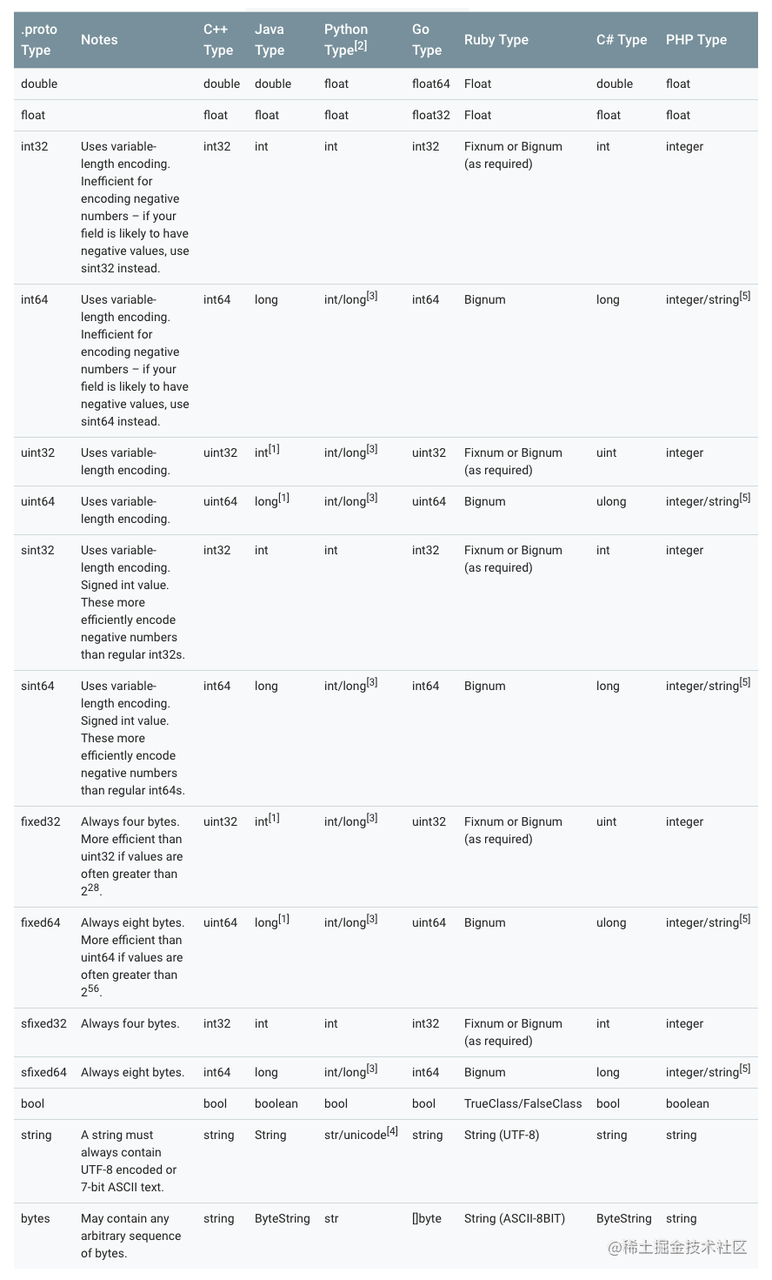 .proto Type Notes C++ Type Java Type Python Type[2] Go Type Ruby Type C# Type PHP Type
double double double float float64 Float double float
float float float float float32 Float float float
int32 Uses variable-length encoding. Inefficient for encoding negative numbers – if your field is likely to have negative values, use sint32 instead. int32 int int int32 Fixnum or Bignum (as required) int integer
int64 Uses variable-length encoding. Inefficient for encoding negative numbers – if your field is likely to have negative values, use sint64 instead. int64 long int/long[3] int64 Bignum long integer/string[5]
uint32 Uses variable-length encoding. uint32 int[1] int/long[3] uint32 Fixnum or Bignum (as required) uint integer
uint64 Uses variable-length encoding. uint64 long[1] int/long[3] uint64 Bignum ulong integer/string[5]
sint32 Uses variable-length encoding. Signed int value. These more efficiently encode negative numbers than regular int32s. int32 int int int32 Fixnum or Bignum (as required) int integer
sint64 Uses variable-length encoding. Signed int value. These more efficiently encode negative numbers than regular int64s. int64 long int/long[3] int64 Bignum long integer/string[5]
fixed32 Always four bytes. More efficient than uint32 if values are often greater than 2^28. uint32 int[1] int/long[3] uint32 Fixnum or Bignum (as required) uint integer
fixed64 Always eight bytes. More efficient than uint64 if values are often greater than 2^56. uint64 long[1] int/long[3] uint64 Bignum ulong integer/string[5]
sfixed32 Always four bytes. int32 int int int32 Fixnum or Bignum (as required) int integer
sfixed64 Always eight bytes. int64 long int/long[3] int64 Bignum long integer/string[5]
bool bool boolean bool bool TrueClass/FalseClass bool boolean
string A string must always contain UTF-8 encoded or 7-bit ASCII text. string String str/unicode[4] string String (UTF-8) string string
bytes May contain any arbitrary sequence of bytes. string ByteString str []byte String (ASCII-8BIT) ByteString string
@稀土掘金技术社区